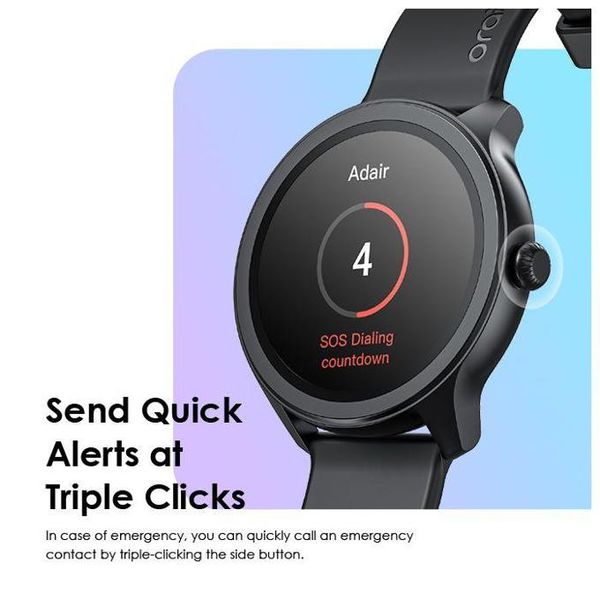 Adair
4
SOS Dialing
countdown
Send Quick
Alerts at
Triple Clicks
In case of emergency, you can quickly call an emergency
contact by triple-clicking the side button.